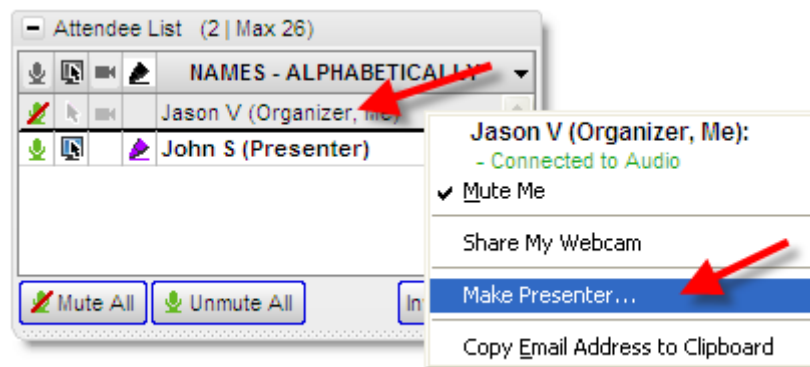 Attendee List (2 | Max 26)
NAMES - ALPHABETICALLY
Jason V (Organizer, Me)
John S (Presenter)
Mute All
Unmute All
Jason V (Organizer, Me):
- Connected to Audio
Mute Me
Share My Webcam
Make Presenter...
Copy Email Address to Clipboard